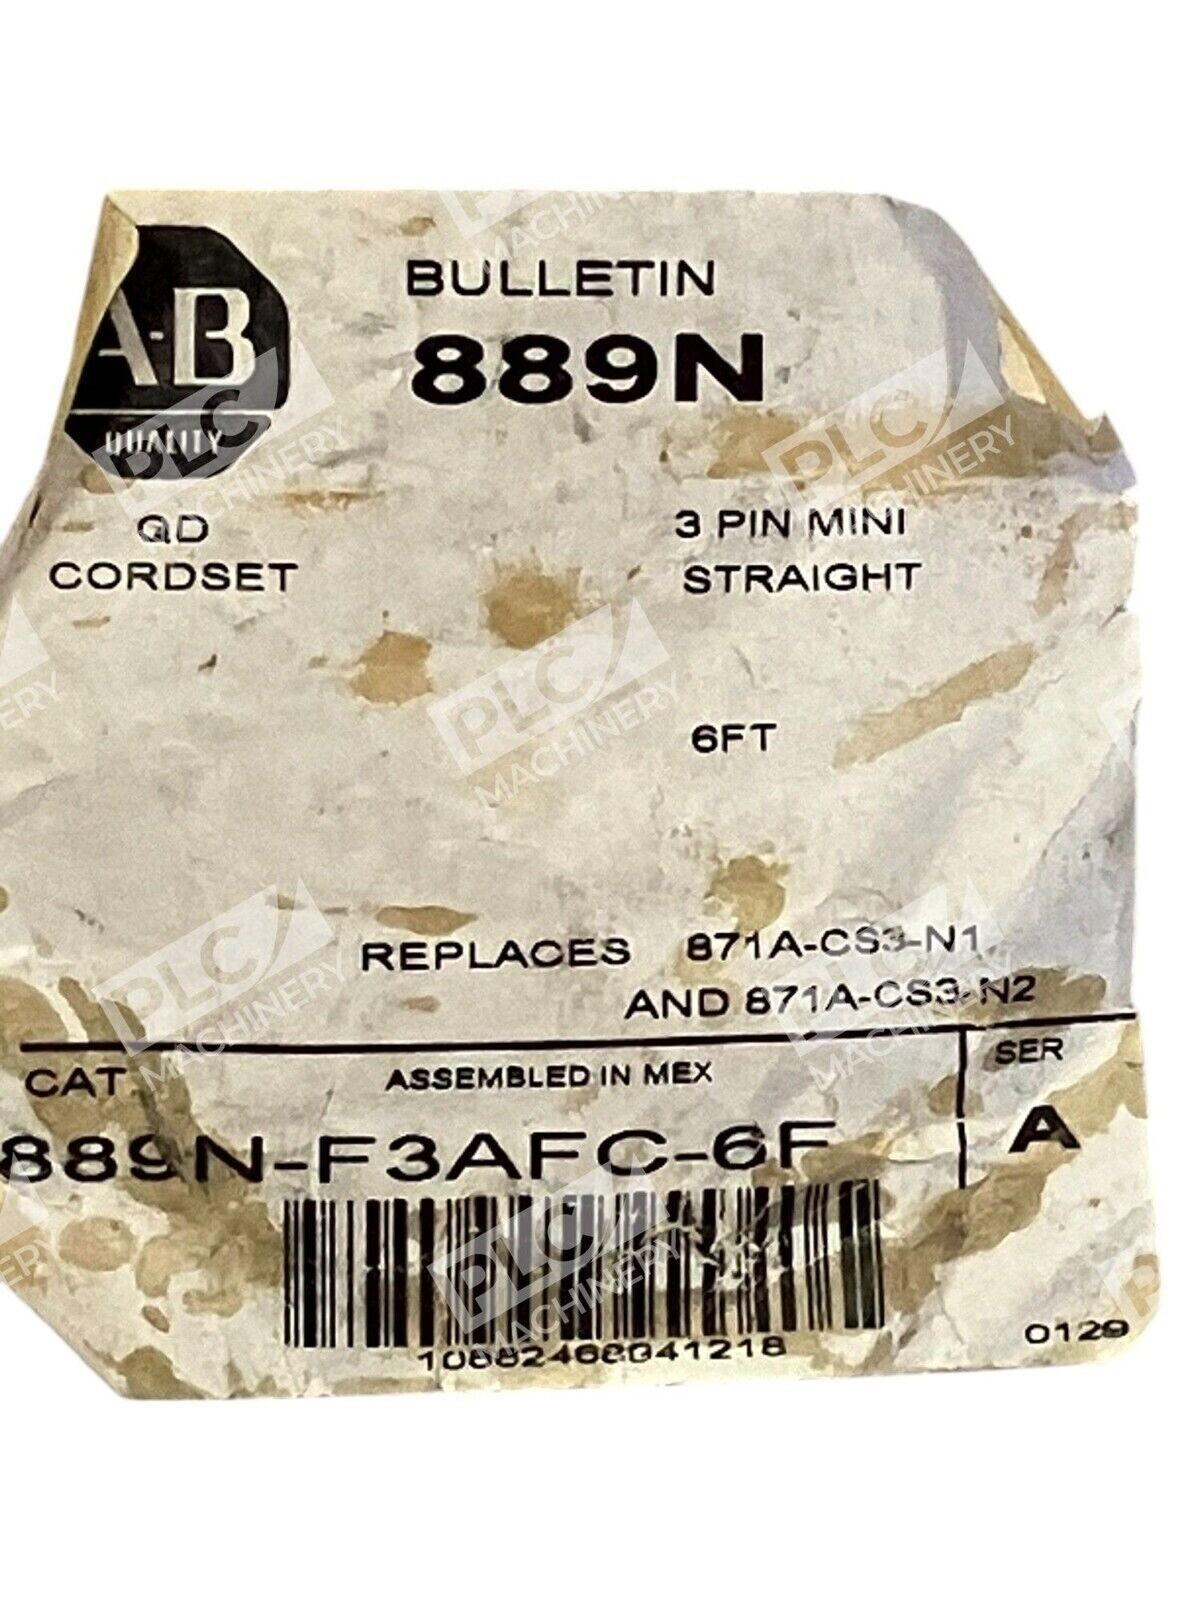 A-B
QUALITY
BULLETIN
889N
QD
CORDSET
3 PIN MINI
STRAIGHT
6FT
REPLACES 871A-CS3-N1
AND 871A-CS3-N2
CAT
ASSEMBLED IN MEX
SER
889N-F3AFC-6F
A
0129
PLC MACHINERY